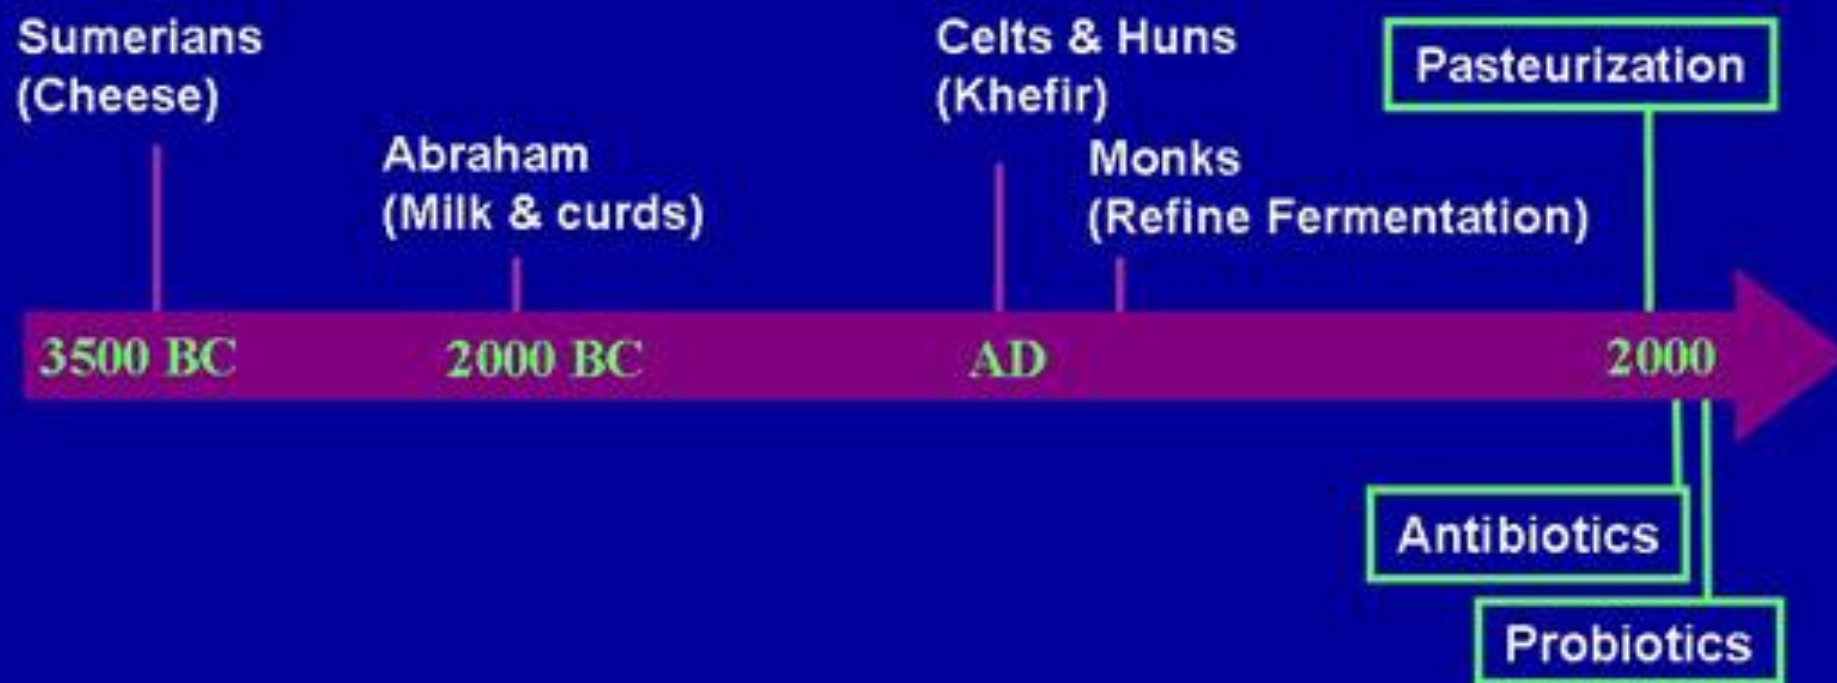 Sumerians
(Cheese)
Abraham
(Milk & curds)
Celts & Huns
(Khefir)
Monks
(Refine Fermentation)
Pasteurization
3500 BC
2000 BC
AD
2000
Antibiotics
Probiotics